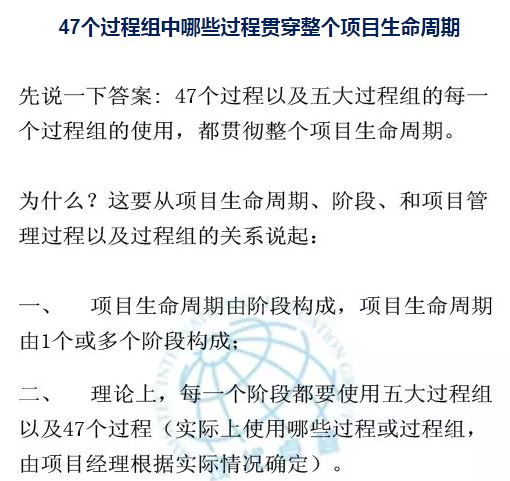 47个过程组中哪些过程贯穿整个项目生命周期
先说一下答案: 47个过程以及五大过程组的每一
个过程组的使用, 都贯彻整个项目生命周期。
为什么? 这要从项目生命周期、阶段、和项目管
理过程以及过程组的关系说起:
一、 项目生命周期由阶段构成, 项目生命周期
由1个或多个阶段构成;
二、 理论上, 每一个阶段都要使用五大过程组
以及47个过程 (实际上使用哪些过程或过程组,
由项目经理根据实际情况确定) 。